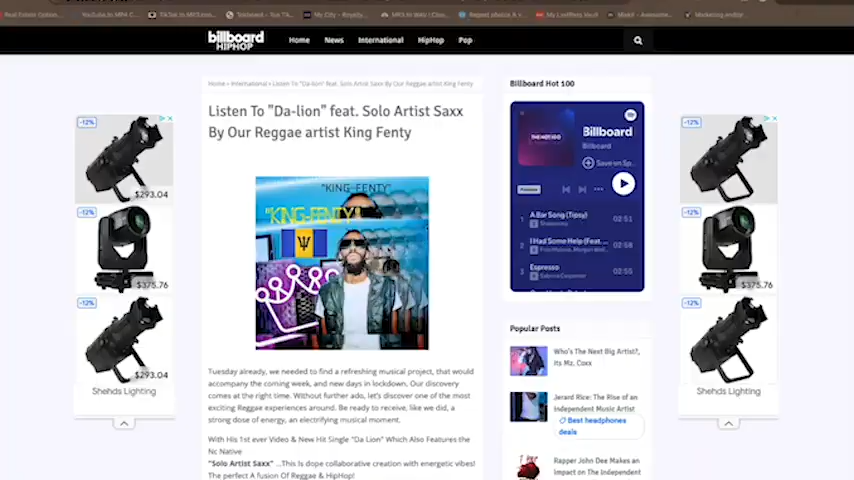 Real Estate Option...
YouTube to MP4 C...
TikTok to MP3...
My City - Royalty...
MP3 to WAV | Clou...
Marketing and/or...
billboard
HIPHOP
Home
News
International
HipHop
Pop
Home » International » Listen To "Da-lion" feat. Solo Artist Saxx By Our Reggae artist King Fenty
Listen To "Da-lion" feat. Solo Artist Saxx
By Our Reggae artist King Fenty
"KING-FENTY"
"KING-FENTY"
Tuesday already, we needed to find a refreshing musical project, that would
accompany the coming week, and new days in lockdown. Our discovery
comes at the right time. Without further ado, let's discover one of the most
exciting Reggae experiences around. Be ready to receive, like we did, a
strong dose of energy, an electrifying musical moment.
With His 1st ever Video & New Hit Single "Da Lion" Which Also Features the
Nc Native
"Solo Artist Saxx" ...This Is dope collaborative creation with energetic vibes!
The perfect A fusion Of Reggae & HipHop!
-12%
$293.04
-12%
$375.76
-12%
$293.04
Shehds Lighting
Billboard Hot 100
THE HOT 100
Billboard
Billboard
Save on Sp...
Preview
1 A Bar Song (Tipsy) 02:51
Shaboozey
2 I Had Some Help (Feat. ... 02:58
Post Malone, Morgan Wall...
3 Espresso 02:55
Sabrina Carpenter
Popular Posts
Who's The Next Big Artist?,
Its Mz. Coxx
Jerard Rice: The Rise of an
Independent Music Artist
Best headphones
deals
Rapper John Dee Makes an
Impact on The Independent
-12%
-12%
$375.76
-12%
Shehds Lighting